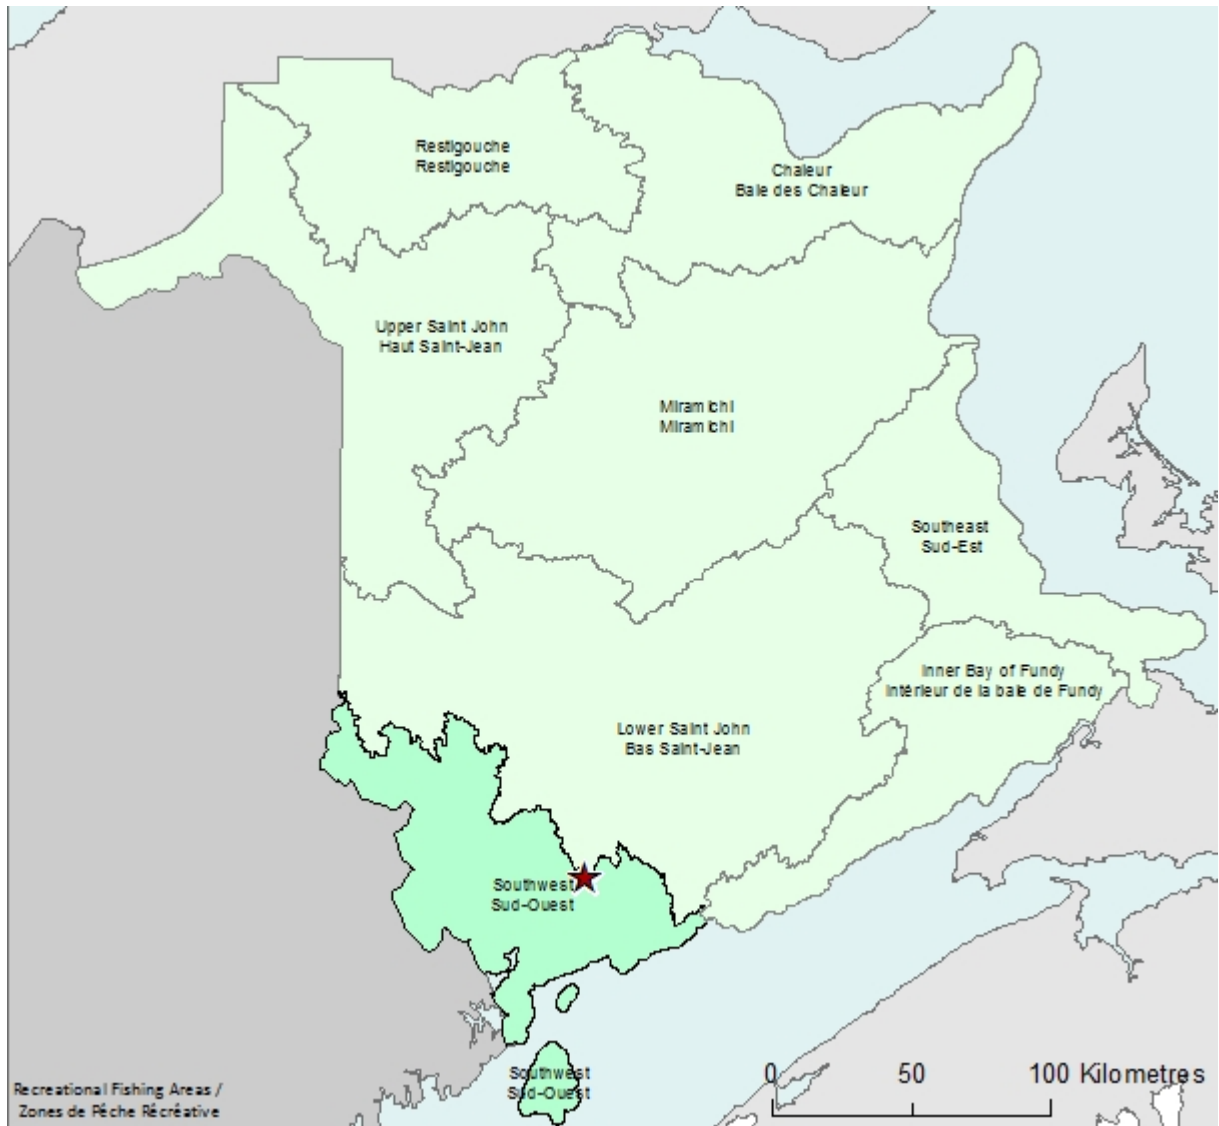 Restigouche
Restigouche
Chaleur
Baie des Chaleur
Upper Saint John
Haut Saint-Jean
Miramichi
Miramichi
Southeast
Sud-Est
Inner Bay of Fundy
Intérieur de la baie de Fundy
Lower Saint John
Bas Saint-Jean
Southwest
Sud-Ouest
Southwest
Sud-Ouest
0 50 100 Kilometres
Recreational Fishing Areas /
Zones de Pêche Récréative